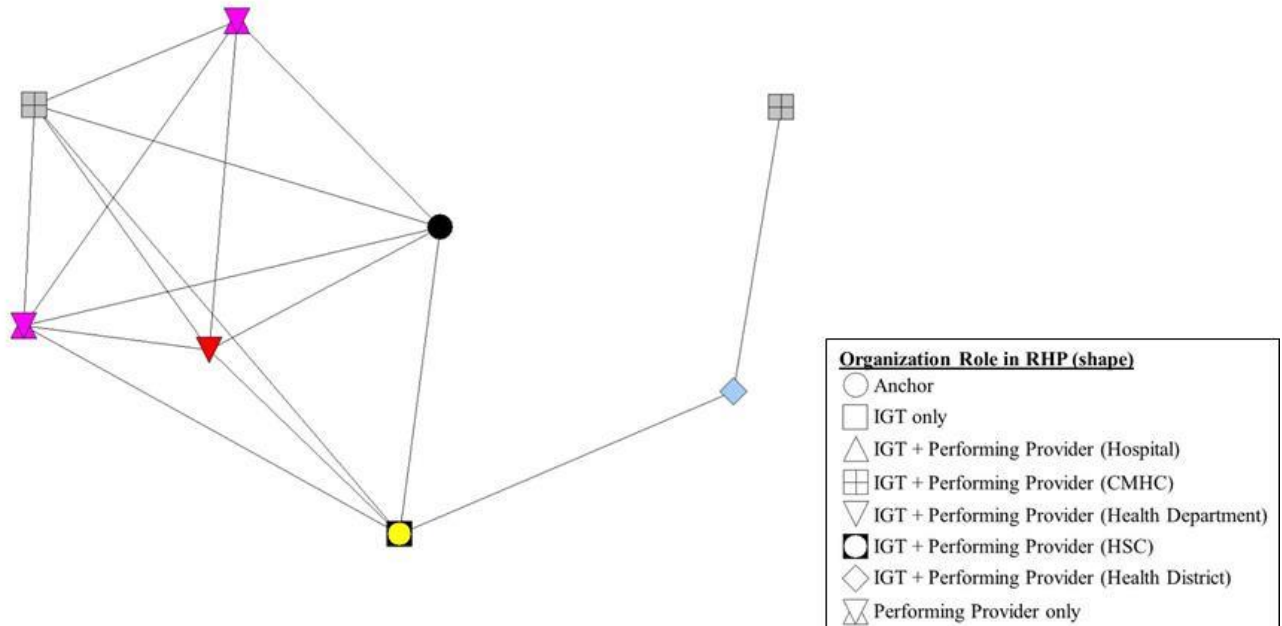 Organization Role in RHP (shape)
Anchor
IGT only
IGT + Performing Provider (Hospital)
IGT + Performing Provider (CMHC)
IGT + Performing Provider (Health Department)
IGT + Performing Provider (HSC)
IGT + Performing Provider (Health District)
Performing Provider only